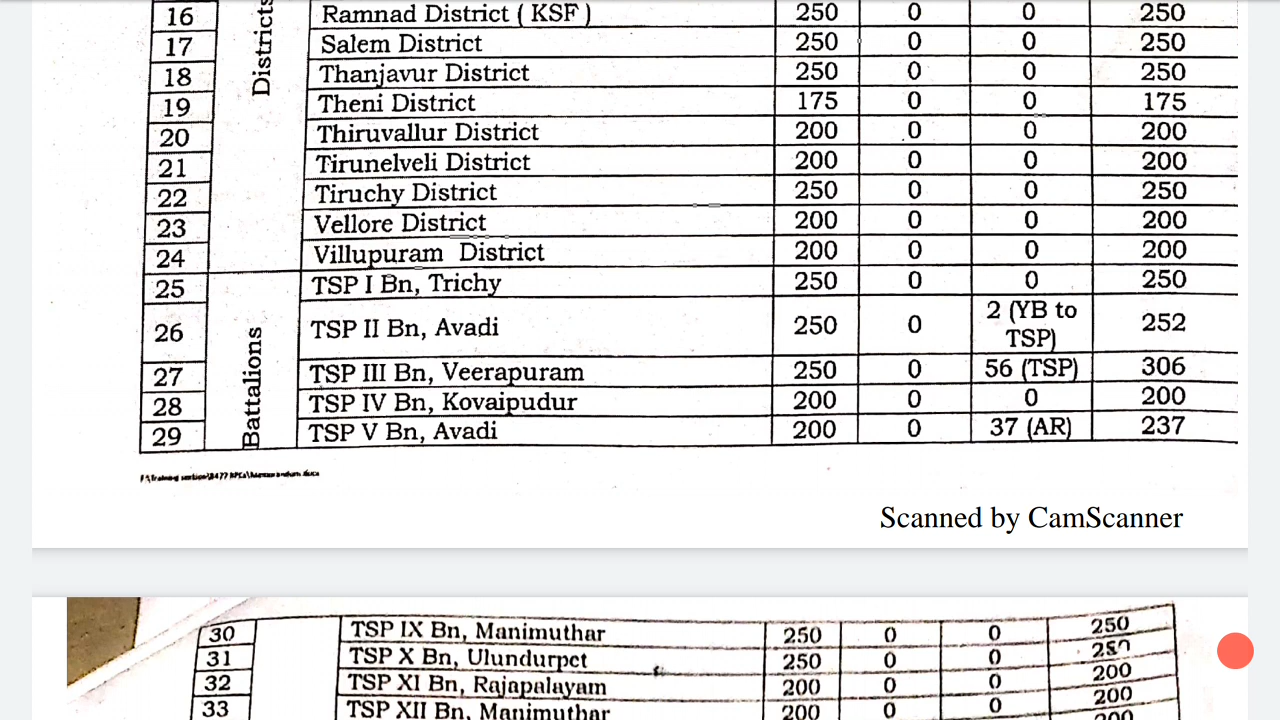 16 Districts Ramnad District ( KSF ) 250 0 0 250
17 Salem District 250 0 0 250
18 Thanjavur District 250 0 0 250
19 Theni District 175 0 0 175
20 Thiruvallur District 200 0 0 200
21 Tirunelveli District 200 0 0 200
22 Tiruchy District 250 0 0 250
23 Vellore District 200 0 0 200
24 Villupuram District 200 0 0 200
25 Battalions TSP I Bn, Trichy 250 0 0 250
26 TSP II Bn, Avadi 250 0 2 (YB to TSP) 252
27 TSP III Bn, Veerapuram 250 0 56 (TSP) 306
28 TSP IV Bn, Kovaipudur 200 0 0 200
29 TSP V Bn, Avadi 200 0 37 (AR) 237
Scanned by CamScanner
30 TSP IX Bn, Manimuthar 250 0 0 250
31 TSP X Bn, Ulundurpet 250 0 0 250
32 TSP XI Bn, Rajapalayam 200 0 0 200
33 TSP XII Bn, Manimuthar 200 0 0 200
200